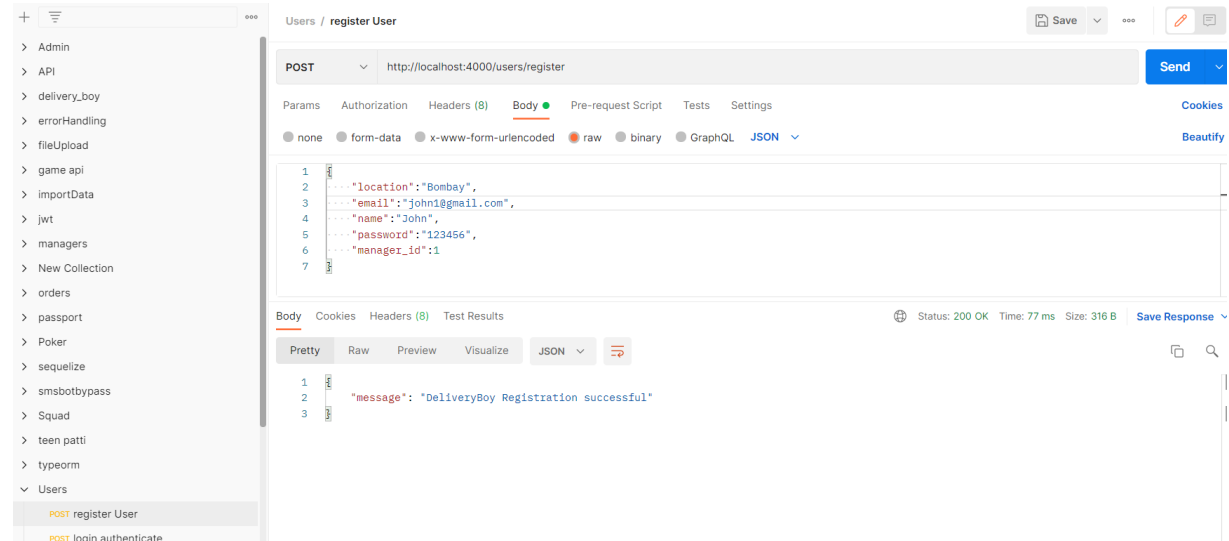 Users / register User
Save
Admin
API
delivery_boy
errorHandling
fileUpload
game api
importData
jwt
managers
New Collection
orders
passport
Poker
sequelize
smsbotbypass
Squad
teen patti
typeorm
Users
POST register User
POST login authenticate
POST http://localhost:4000/users/register Send
Params Authorization Headers (8) Body Pre-request Script Tests Settings Cookies
none form-data x-www-form-urlencoded raw binary GraphQL JSON Beautify
1 {
2 "location":"Bombay",
3 "email":"john1@gmail.com",
4 "name":"John",
5 "password":"123456",
6 "manager_id":1
7 }
Body Cookies Headers (8) Test Results Status: 200 OK Time: 77 ms Size: 316 B Save Response
Pretty Raw Preview Visualize JSON
1 {
2 "message": "DeliveryBoy Registration successful"
3 }